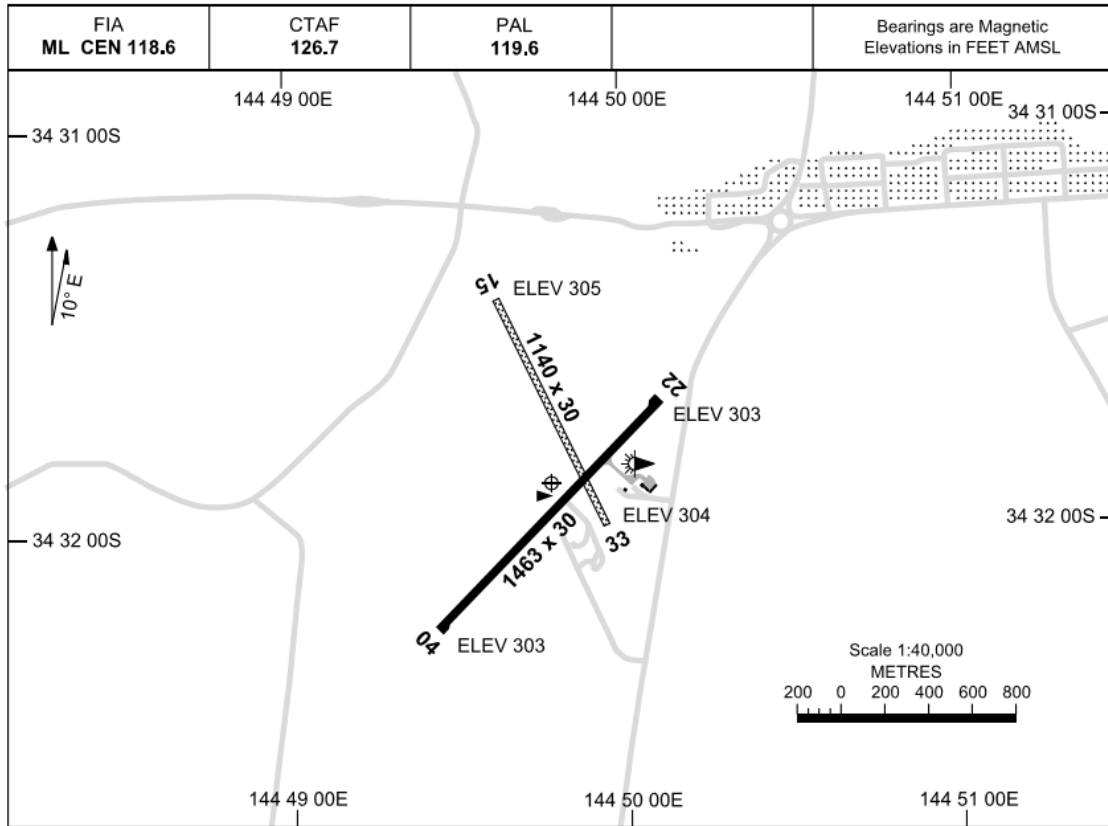 FIA
ML CEN 118.6
CTAF
126.7
PAL
119.6
Bearings are Magnetic
Elevations in FEET AMSL
144 49 00E
144 50 00E
144 51 00E
34 31 00S
34 31 00S
10° E
15
ELEV 305
1140 x 30
22
ELEV 303
ELEV 304
33
34 32 00S
34 32 00S
1463 x 30
04
ELEV 303
Scale 1:40,000
METRES
200 0 200 400 600 800
144 49 00E
144 50 00E
144 51 00E